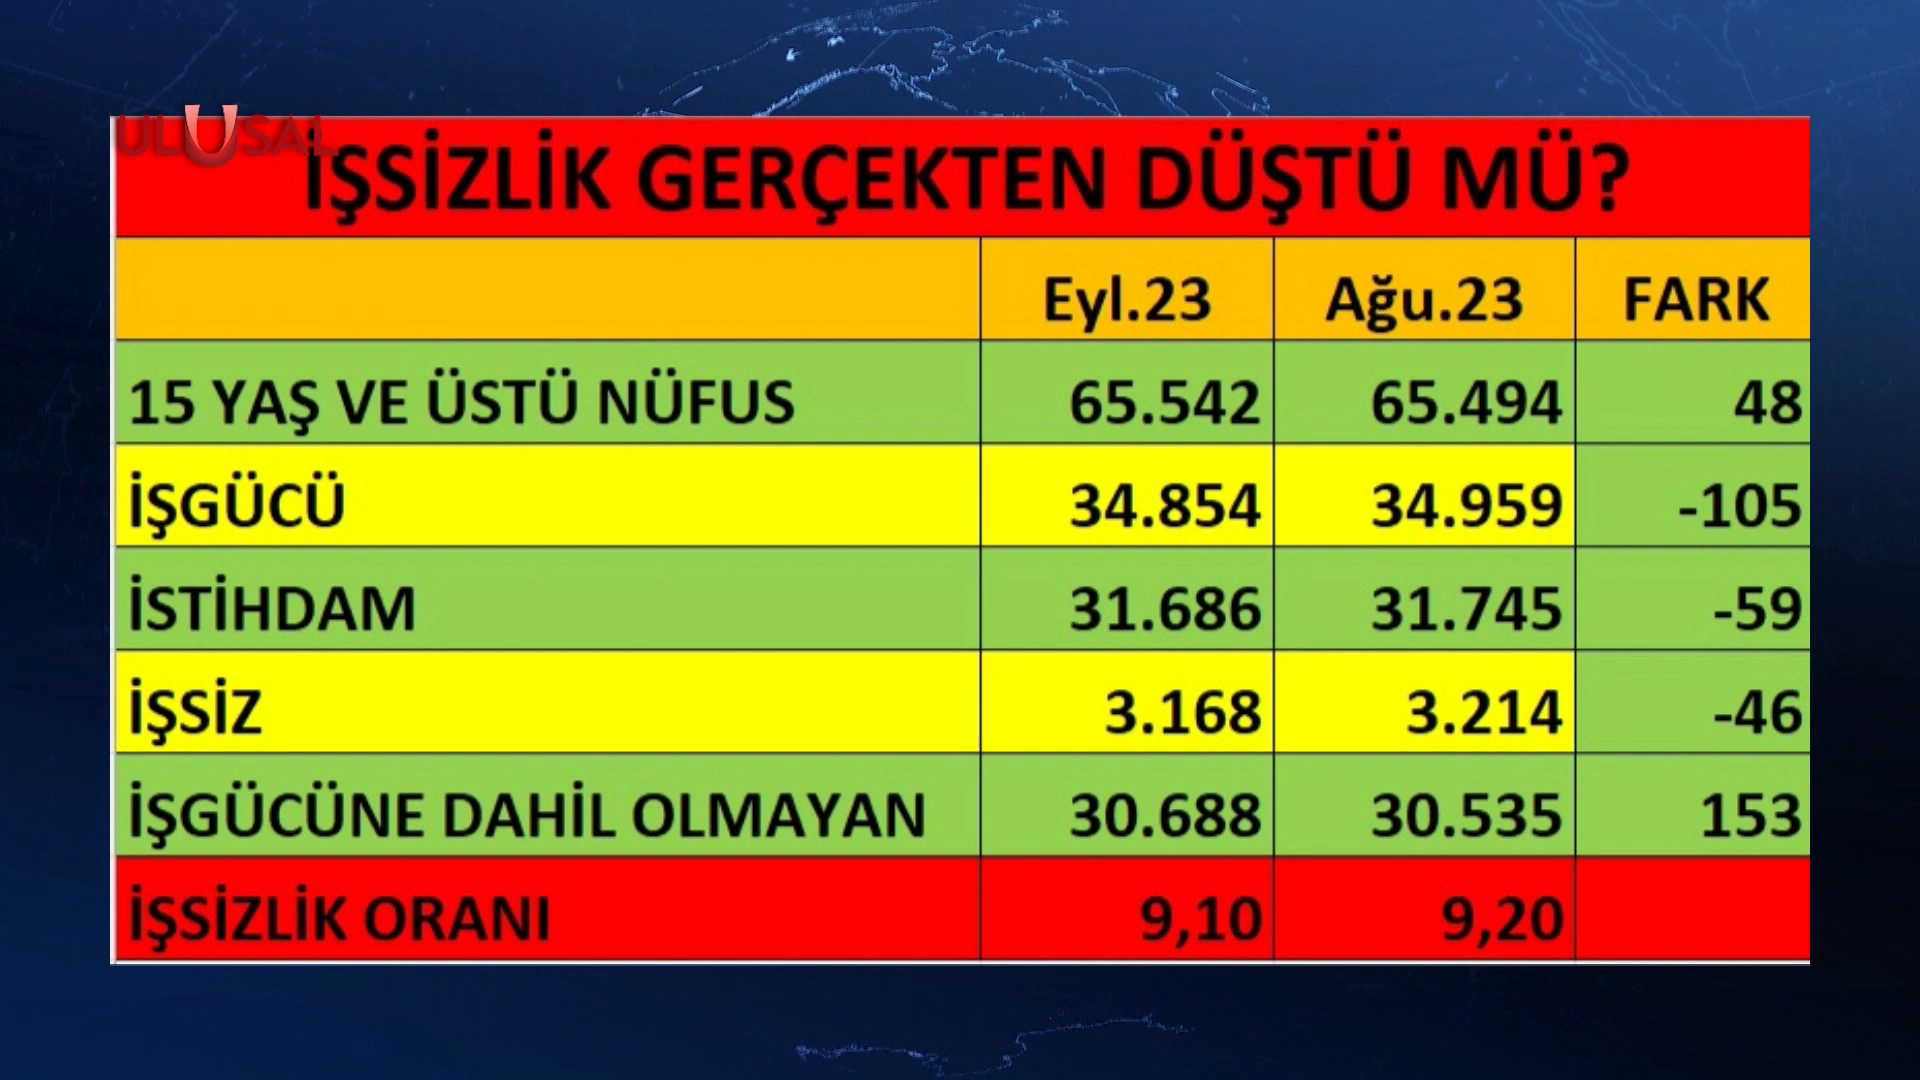 ULUSAL
İŞSİZLİK GERÇEKTEN DÜŞTÜ MÜ?
Eyl.23 Ağu.23 FARK
15 YAŞ VE ÜSTÜ NÜFUS 65.542 65.494 48
İŞGÜCÜ 34.854 34.959 -105
İSTİHDAM 31.686 31.745 -59
İŞSİZ 3.168 3.214 -46
İŞGÜCÜNE DAHİL OLMAYAN 30.688 30.535 153
İŞSİZLİK ORANI 9,10 9,20